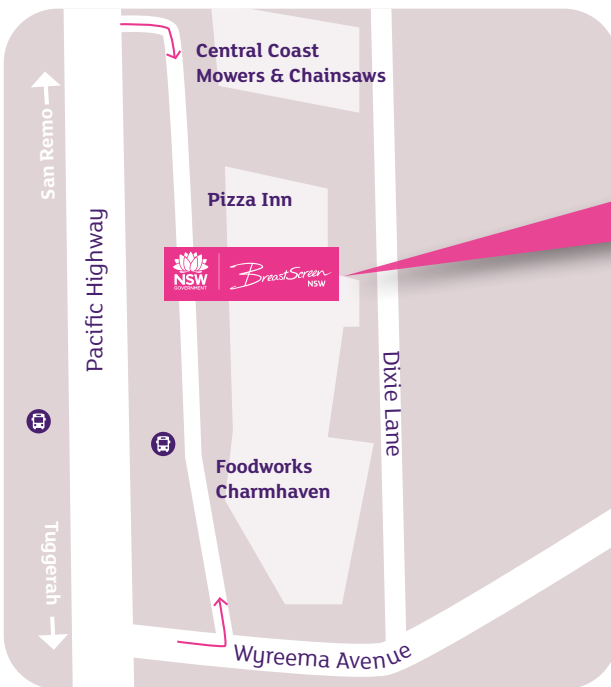 Central Coast
Mowers & Chainsaws
San Remo
Pizza Inn
Pacific Highway
NSW
GOVERNMENT
BreastScreen
NSW
Dixie Lane
Foodworks
Charmhaven
Tuggerah
Wyreema Avenue